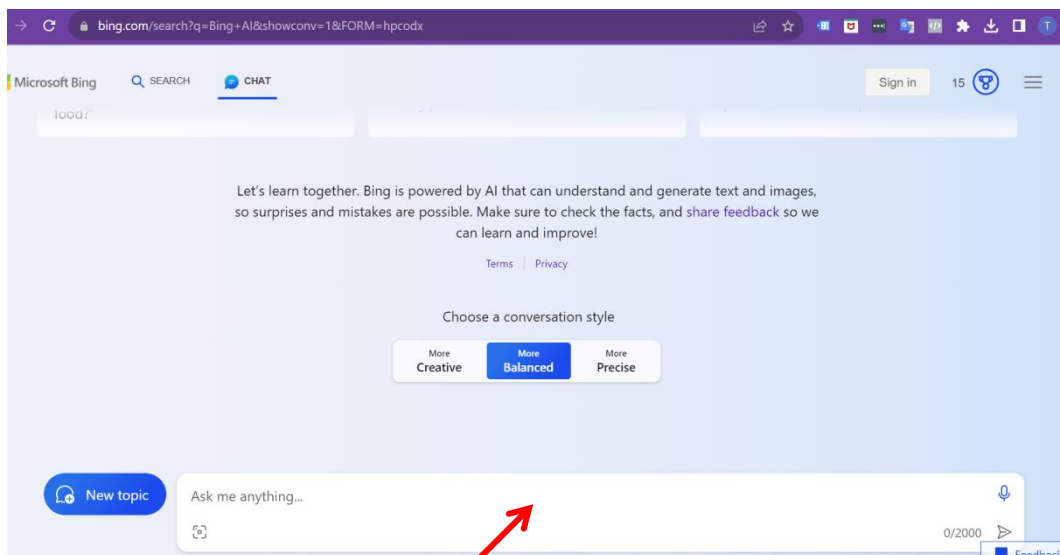 bing.com/search?q=Bing+AI&showconv=1&FORM=hpcodx
T
Microsoft Bing
SEARCH
CHAT
Sign in
15
food?"
Let's learn together. Bing is powered by AI that can understand and generate text and images,
so surprises and mistakes are possible. Make sure to check the facts, and share feedback so we
can learn and improve!
Terms
Privacy
Choose a conversation style
More
Creative
More
Balanced
More
Precise
New topic
Ask me anything...
0/2000
Feedback